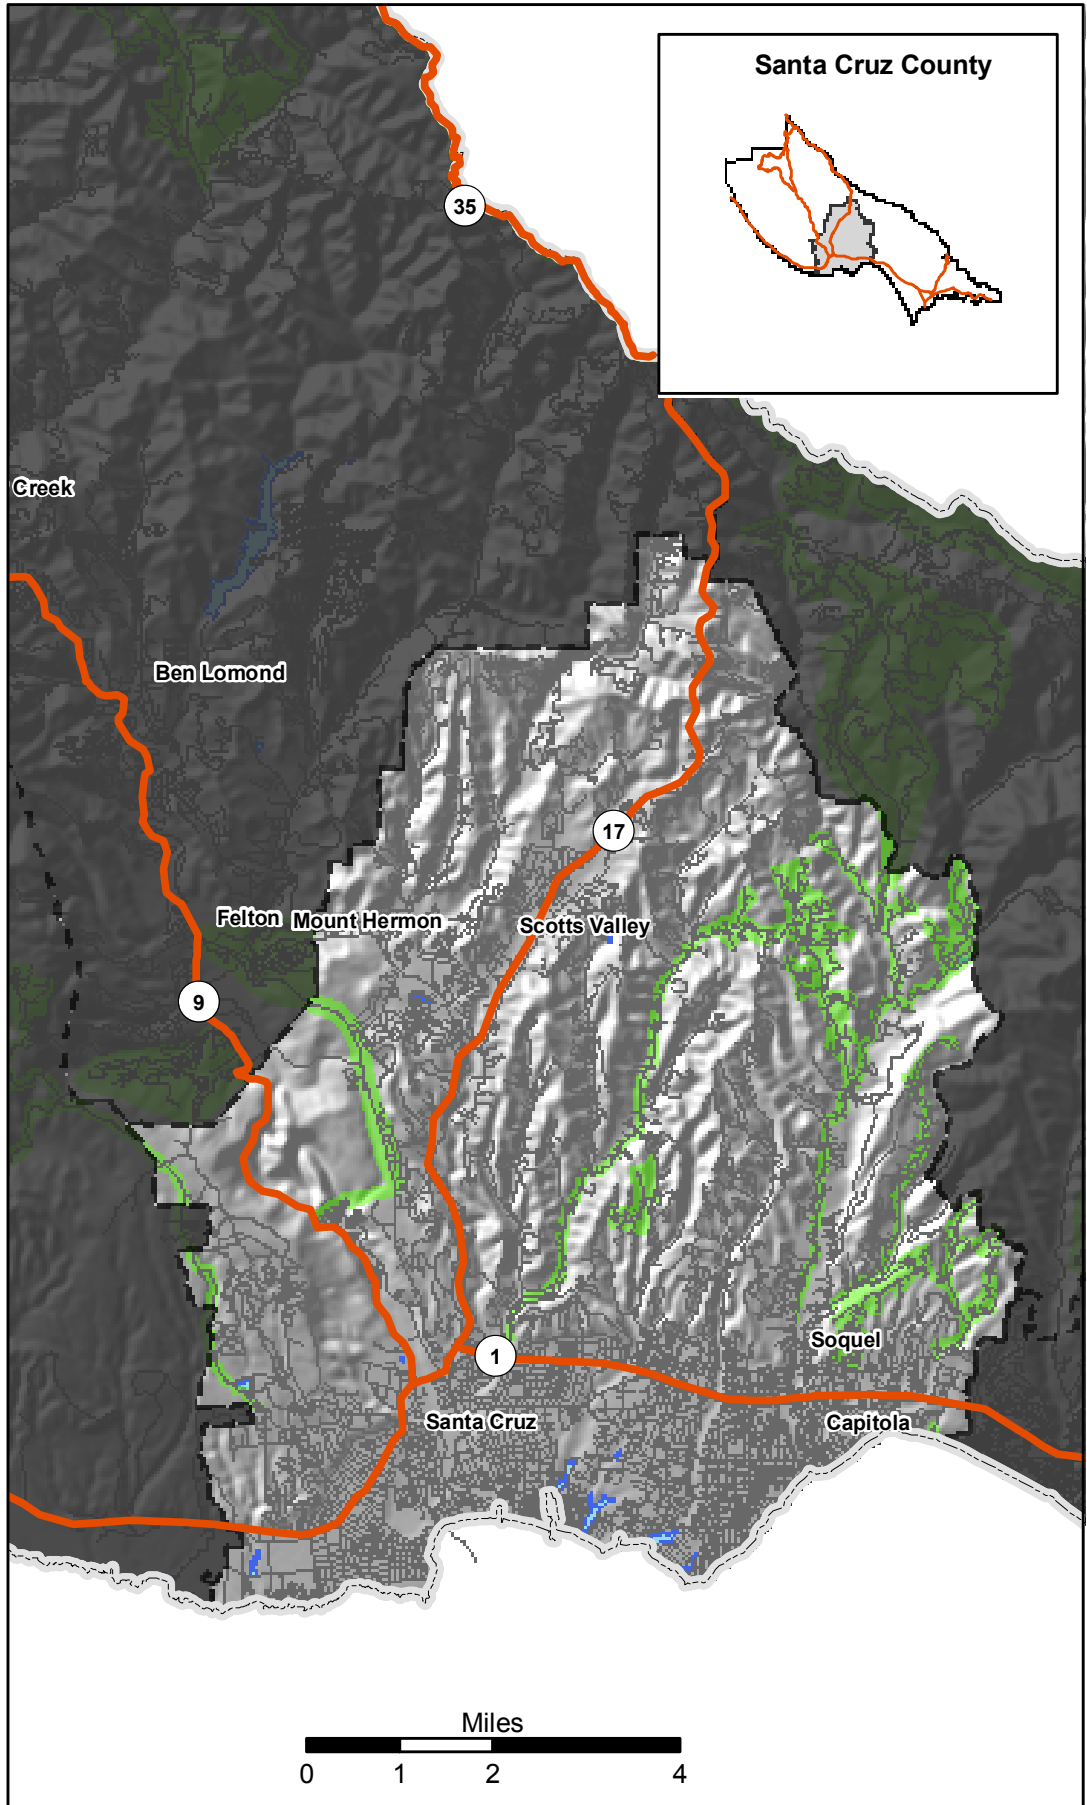 Santa Cruz County
35
Creek
Ben Lomond
17
Felton
Mount Hermon
Scotts Valley
9
Soquel
1
Santa Cruz
Capitola
Miles
0 1 2 4